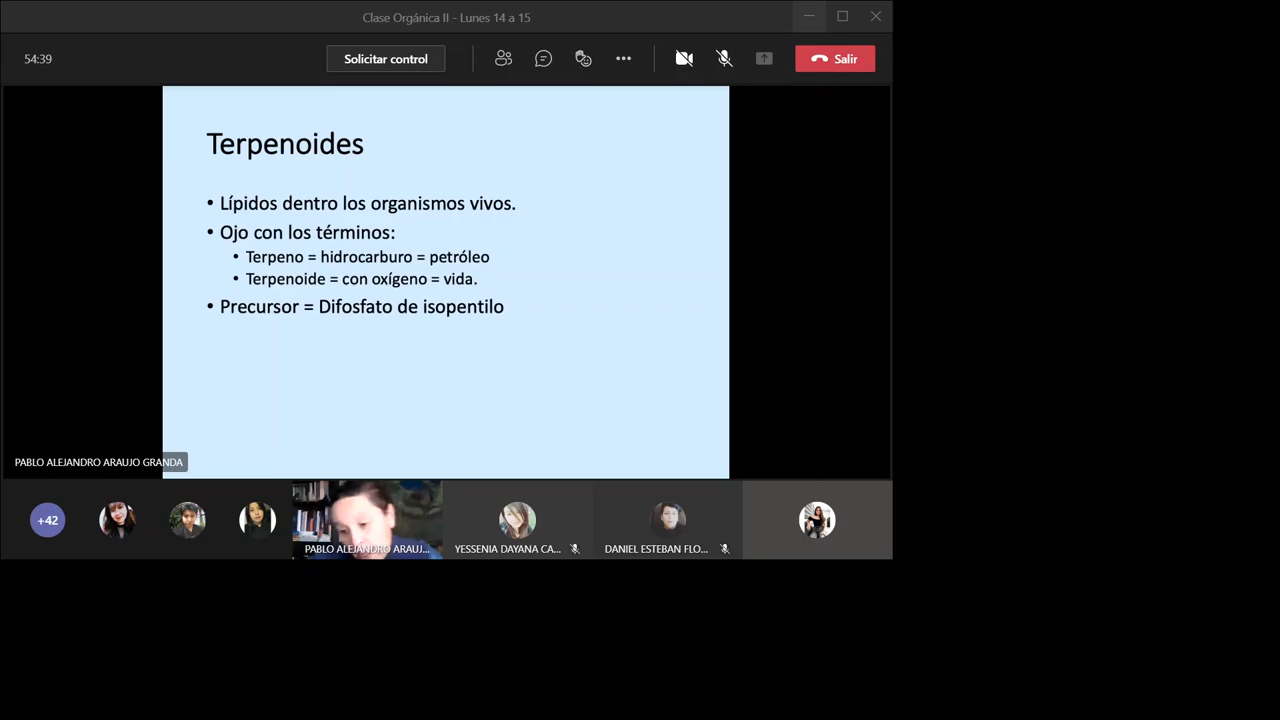 Clase Orgánica II - Lunes 14 a 15
54:39
Solicitar control
Salir
Terpenoides
• Lípidos dentro los organismos vivos.
• Ojo con los términos:
• Terpeno = hidrocarburo = petróleo
• Terpenoide = con oxígeno = vida.
• Precursor = Difosfato de isopentilo
PABLO ALEJANDRO ARAUJO GRANDA
+42
PABLO ALEJANDRO ARAUJ...
YESSENIA DAYANA CA...
DANIEL ESTEBAN FLO...